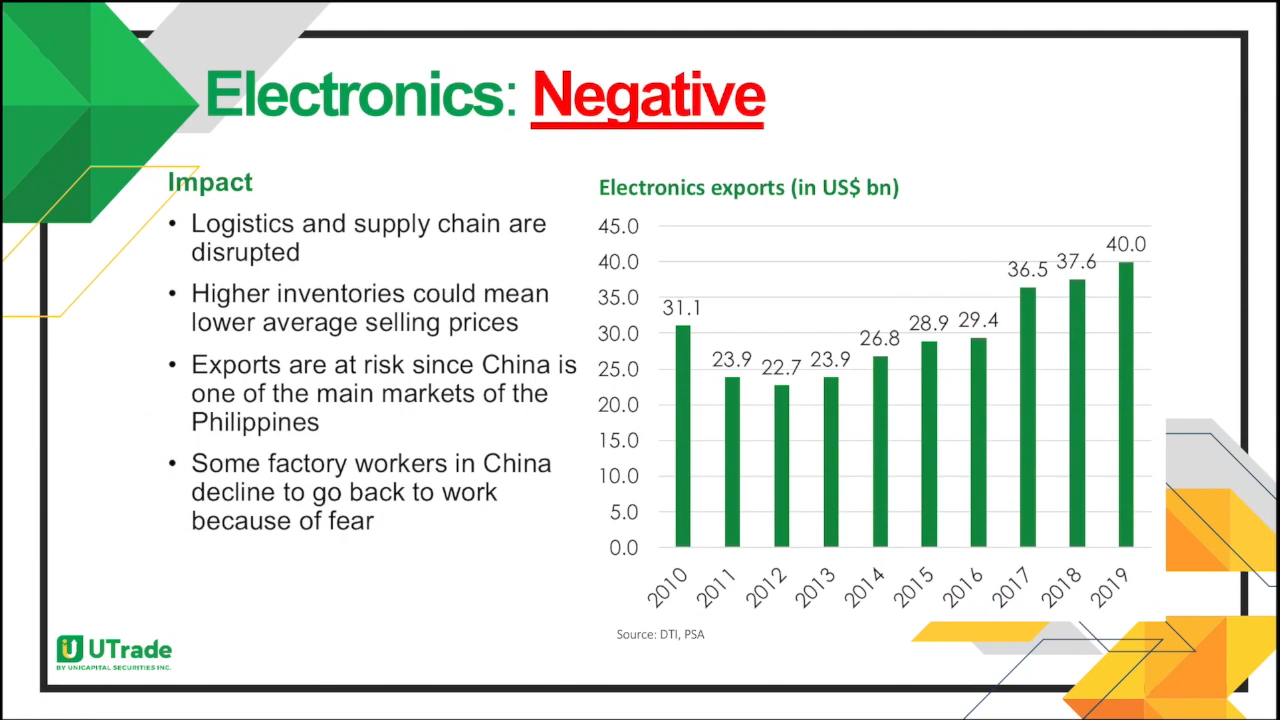 Electronics: Negative
Impact
• Logistics and supply chain are
disrupted
• Higher inventories could mean
lower average selling prices
• Exports are at risk since China is
one of the main markets of the
Philippines
• Some factory workers in China
decline to go back to work
because of fear
Electronics exports (in US$ bn)
45.0
40.0
35.0
30.0
25.0
20.0
15.0
10.0
5.0
0.0
31.1
23.9
22.7
23.9
26.8
28.9
29.4
36.5
37.6
40.0
2010
2011
2012
2013
2014
2015
2016
2017
2018
2019
Source: DTI, PSA
UTrade
BY UNICAPITAL SECURITIES INC.